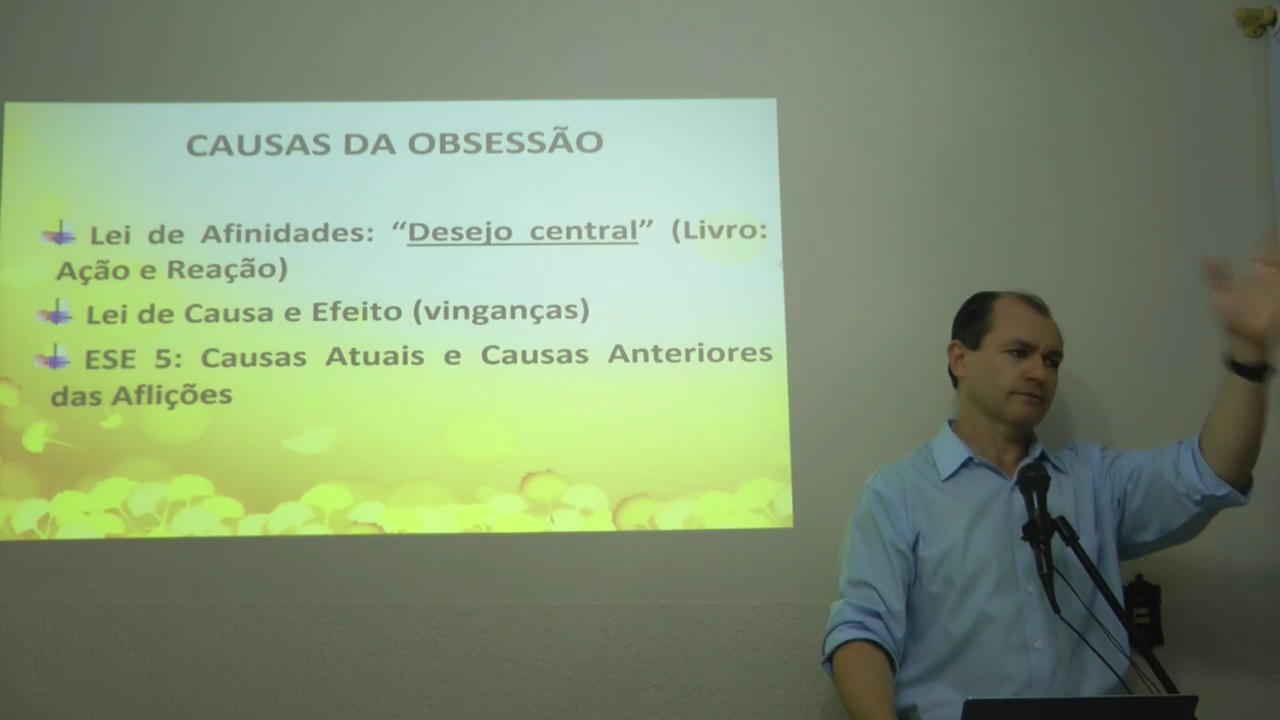 CAUSAS DA OBSESSÃO
Lei de Afinidades: “Desejo central” (Livro:
Ação e Reação)
Lei de Causa e Efeito (vinganças)
ESE 5: Causas Atuais e Causas Anteriores
das Aflições